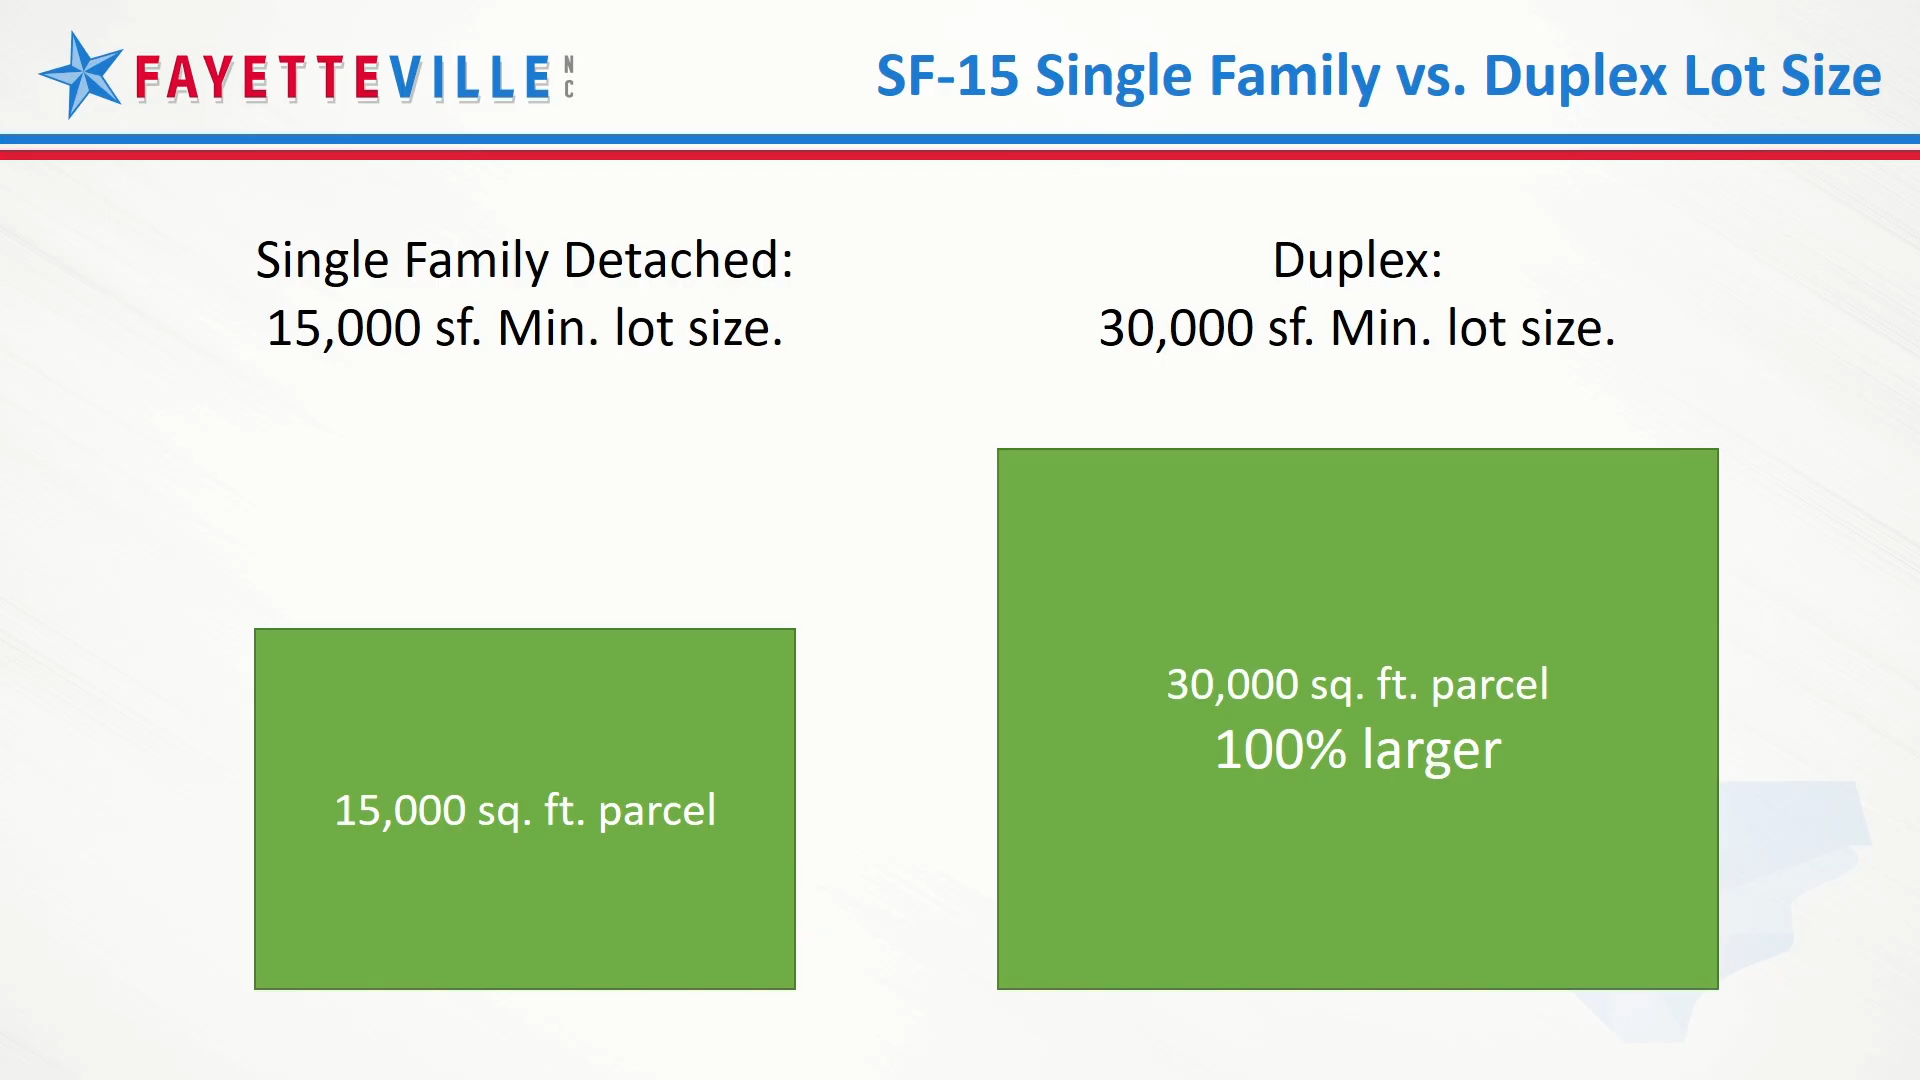 FAYETTEVILLE NC
SF-15 Single Family vs. Duplex Lot Size
Single Family Detached:
15,000 sf. Min. lot size.
Duplex:
30,000 sf. Min. lot size.
15,000 sq. ft. parcel
30,000 sq. ft. parcel
100% larger